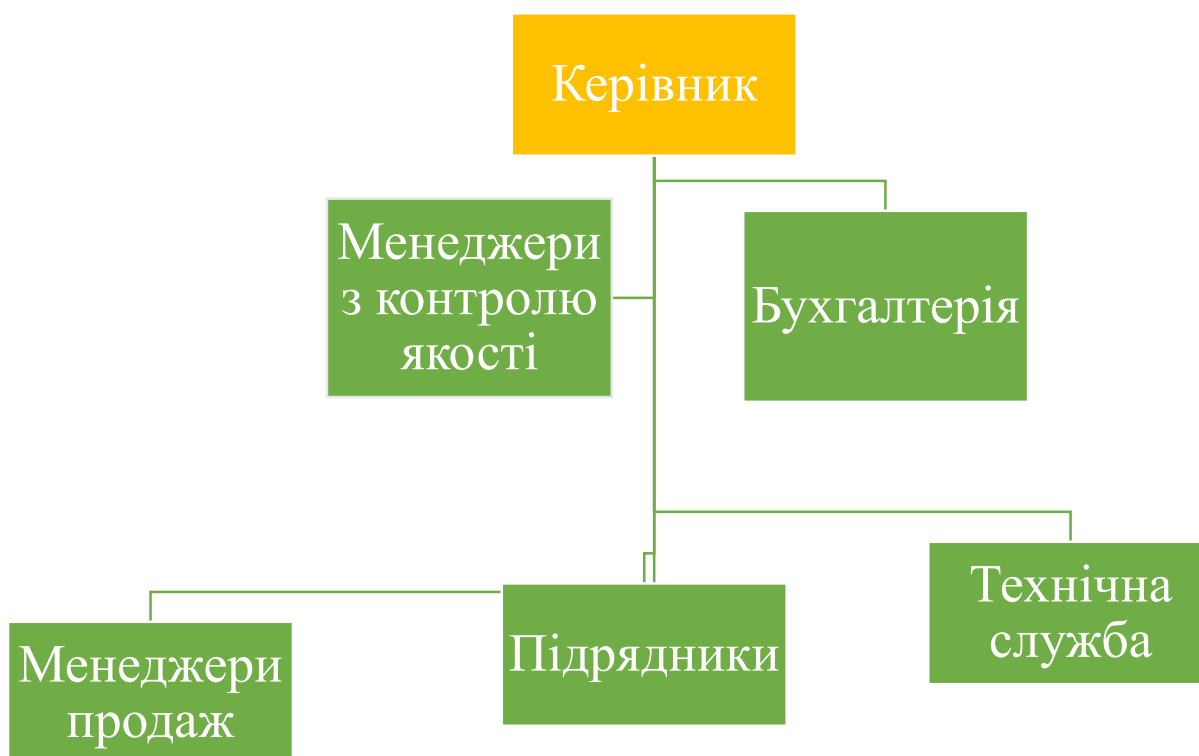 Керівник
Менеджери
з контролю
якості
Бухгалтерія
Технічна
служба
Підрядники
Менеджери
продаж